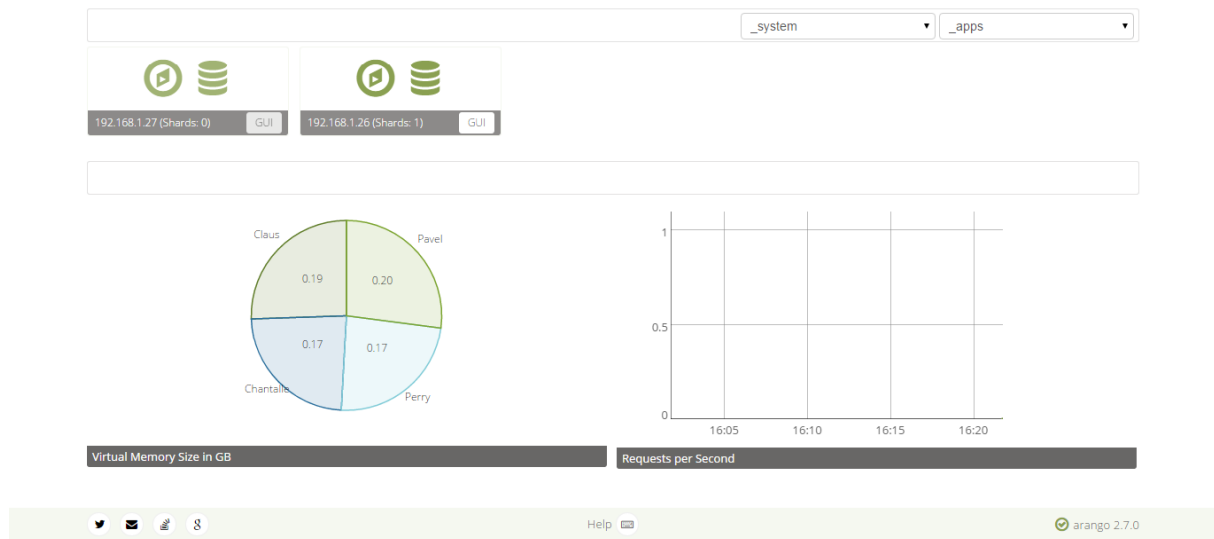 _system _apps
192.168.1.27 (Shards: 0) GUI 192.168.1.26 (Shards: 1) GUI
Claus Pavel
0.19 0.20
0.17 0.17
Chantalle Perry
1
0.5
0
16:05 16:10 16:15 16:20
Virtual Memory Size in GB Requests per Second
Help arango 2.7.0